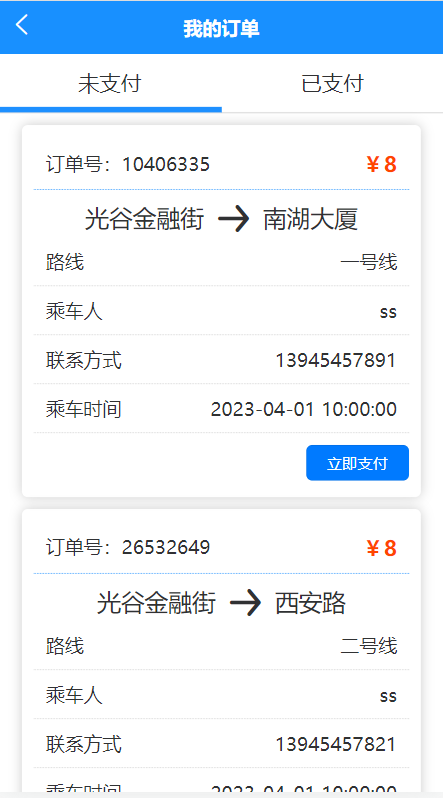 我的订单
未支付 已支付
订单号：10406335 ￥8
光谷金融街 南湖大厦
路线 一号线
乘车人 ss
联系方式 13945457891
乘车时间 2023-04-01 10:00:00
立即支付
订单号：26532649 ￥8
光谷金融街 西安路
路线 二号线
乘车人 ss
联系方式 13945457821
乘车时间 2023-04-01 10:00:00